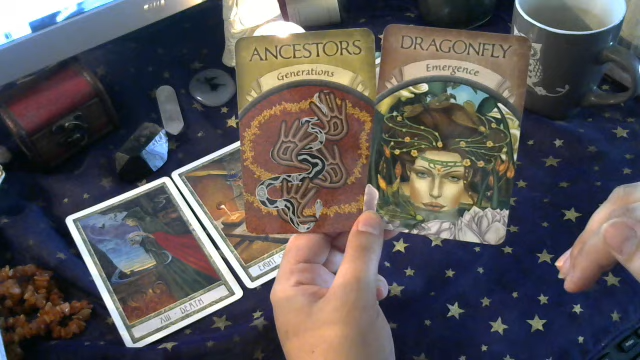 ANCESTORS
Generations
DRAGONFLY
Emergence
XIII · DEATH